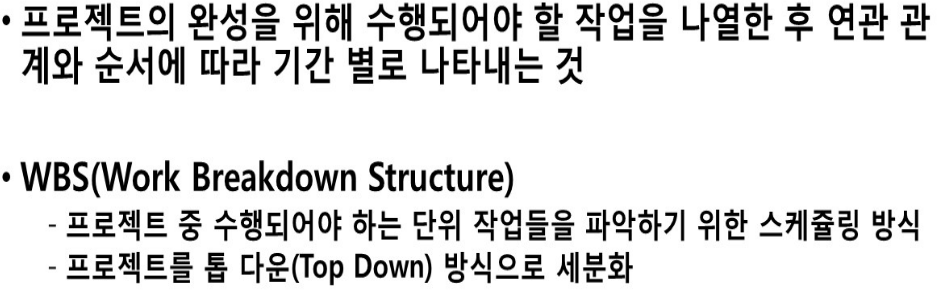 • 프로젝트의 완성을 위해 수행되어야 할 작업을 나열한 후 연관 관
계와 순서에 따라 기간 별로 나타내는 것
• WBS(Work Breakdown Structure)
- 프로젝트 중 수행되어야 하는 단위 작업들을 파악하기 위한 스케쥴링 방식
- 프로젝트를 톱 다운(Top Down) 방식으로 세분화